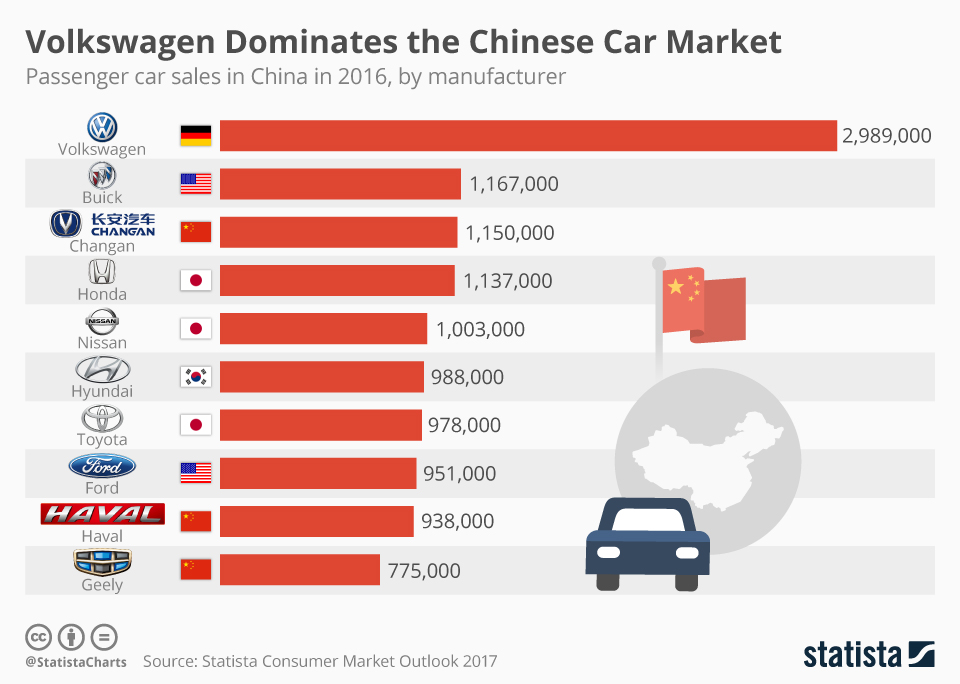 Volkswagen Dominates the Chinese Car Market
Passenger car sales in China in 2016, by manufacturer
Volkswagen
2,989,000
Buick
1,167,000
长安汽车
CHANGAN
Changan
1,150,000
Honda
1,137,000
NISSAN
Nissan
1,003,000
Hyundai
988,000
Toyota
978,000
Ford
Ford
951,000
HAVAL
Haval
938,000
Geely
775,000
cc
@StatistaCharts
Source: Statista Consumer Market Outlook 2017
statista